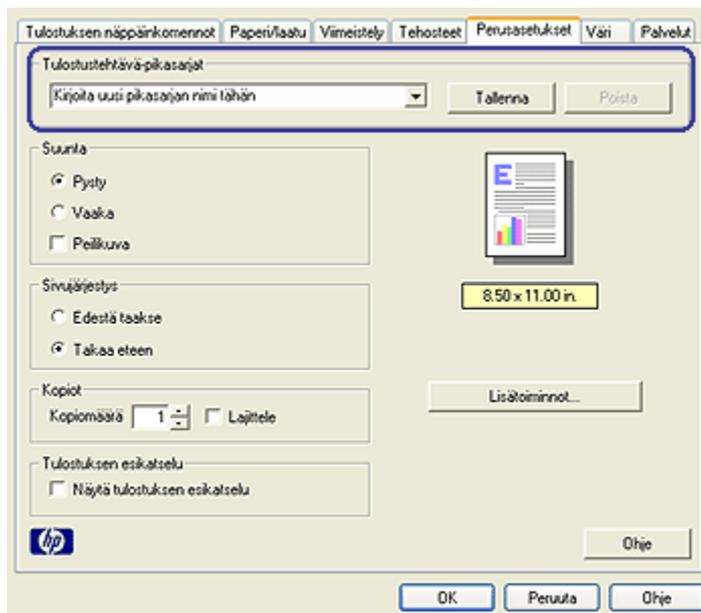 Tulostuksen näppäinkomennot Paperi/laatu Viimeistely Tehosteet Perusasetukset Väri Palvelut
Tulostustehtävä-pikasarjat
Kirjoita uusi pikasarjan nimi tähän Tallenna Poista
Suunta
Pysty
Vaaka
Peilikuva
E
8.50 x 11.00 in.
Sivujärjestys
Edestä taakse
Takaa eteen
Kopiot
Kopiomäärä 1 Lajittele
Lisätoiminnot...
Tulostuksen esikatselu
Näytä tulostuksen esikatselu
hp
Ohje
OK Peruuta Ohje